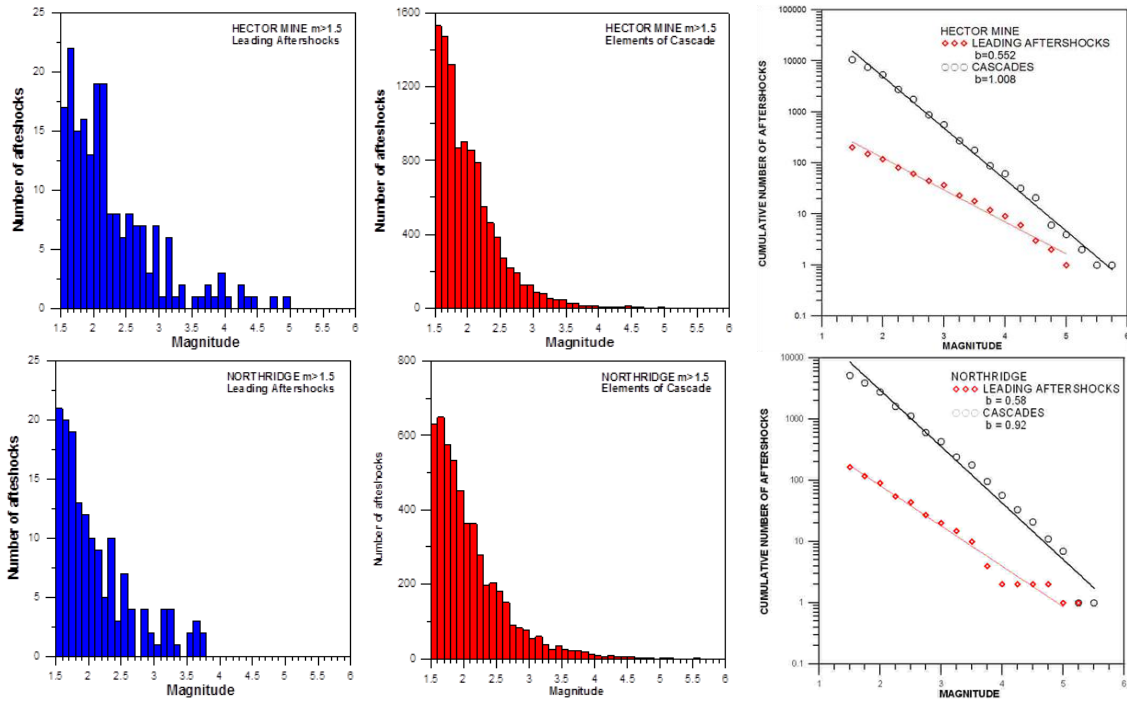 25
20
15
10
5
0
Number of afteshocks
HECTOR MINE m>1.5
Leading Aftershocks
1.5 2 2.5 3 3.5 4 4.5 5 5.5 6
Magnitude
1600
1200
800
400
0
Number of afteshocks
HECTOR MINE m>1.5
Elements of Cascade
1.5 2 2.5 3 3.5 4 4.5 5 5.5 6
Magnitude
100000
10000
1000
100
10
1
0.1
CUMULATIVE NUMBER OF AFTERSHOCKS
HECTOR MINE
LEADING AFTERSHOCKS
b=0.552
CASCADES
b=1.008
1 2 3 4 5 6
MAGNITUDE
25
20
15
10
5
0
Number of afteshocks
NORTHRIDGE m>1.5
Leading Aftershocks
1.5 2 2.5 3 3.5 4 4.5 5 5.5 6
Magnitude
800
600
400
200
0
Number of afteshocks
NORTHRIDGE m>1.5
Elements of Cascade
1.5 2 2.5 3 3.5 4 4.5 5 5.5 6
Magnitude
10000
1000
100
10
1
0.1
CUMULATIVE NUMBER OF AFTERSHOCKS
NORTHRIDGE
LEADING AFTERSHOCKS
b = 0.58
CASCADES
b = 0.92
1 2 3 4 5 6
MAGNITUDE